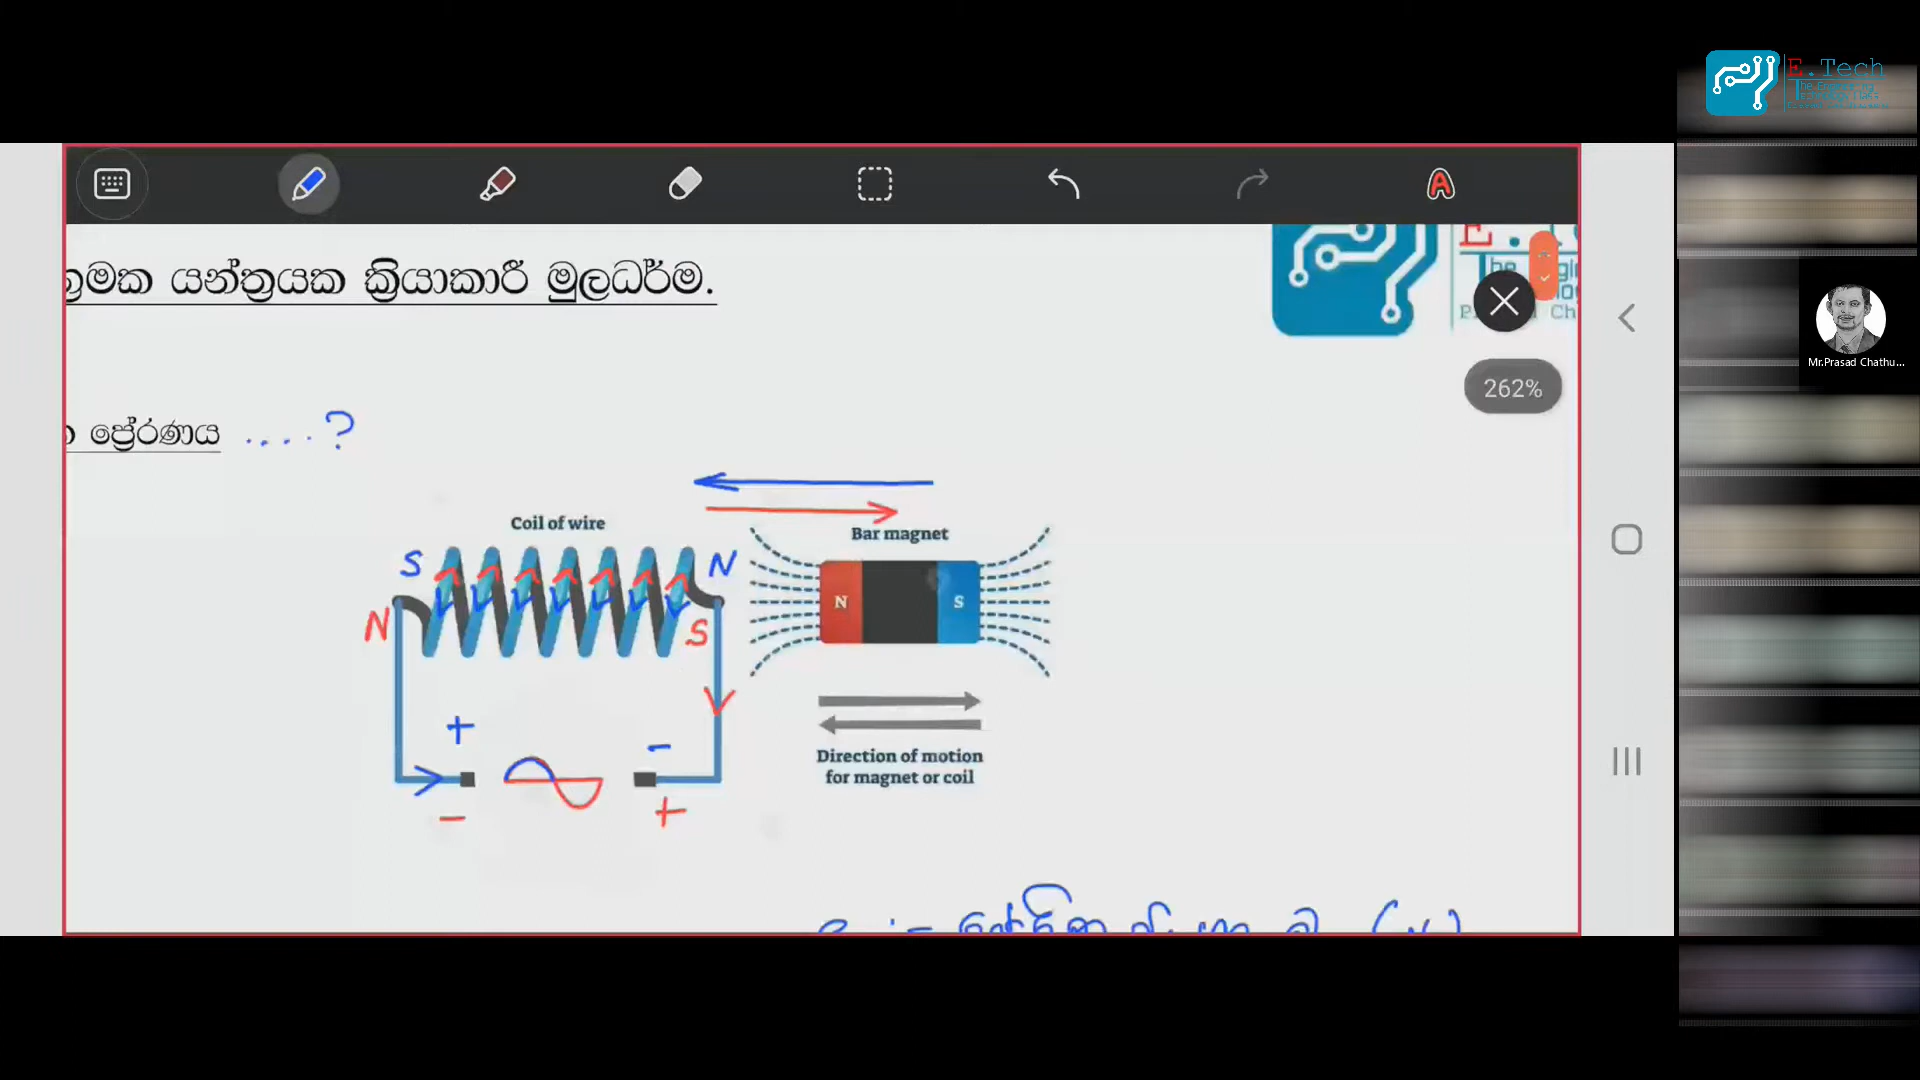 E.Tech
Mr.Prasad Chathu...
යන්ත්‍රයක ක්‍රියාකාරී මූලධර්ම.
262%
ප්‍රේරණය ....?
Coil of wire
Bar magnet
S
N
N
S
N
S
+
-
-
+
Direction of motion
for magnet or coil